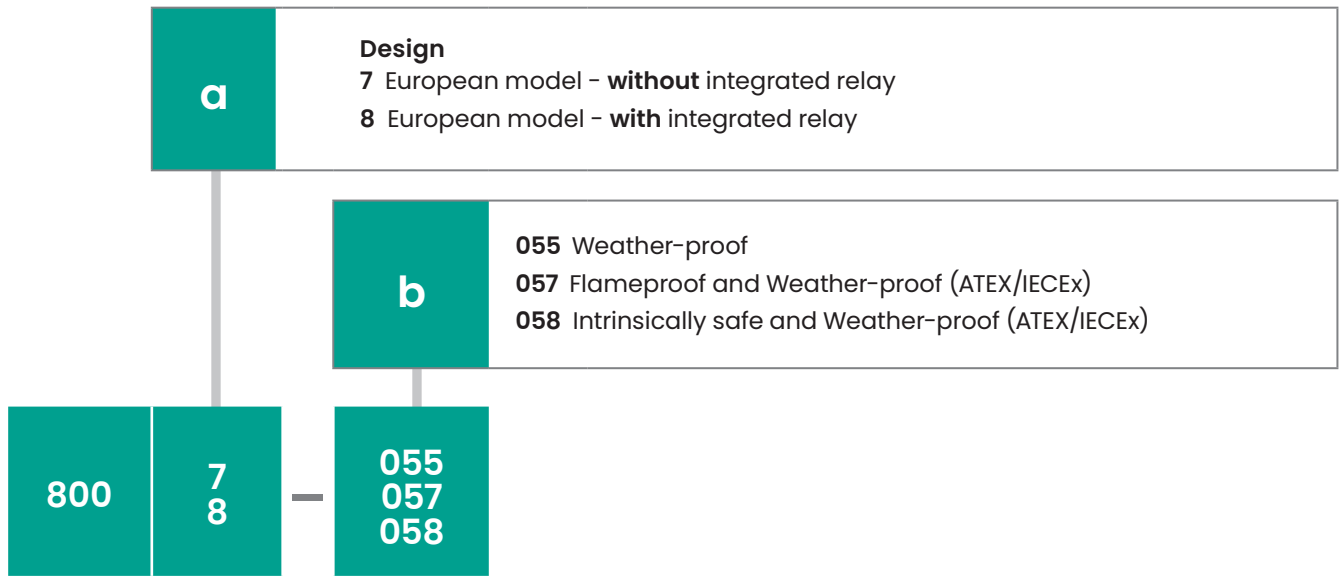 a
Design
7 European model - without integrated relay
8 European model - with integrated relay
b
055 Weather-proof
057 Flameproof and Weather-proof (ATEX/IECEx)
058 Intrinsically safe and Weather-proof (ATEX/IECEx)
800
7
8
–
055
057
058